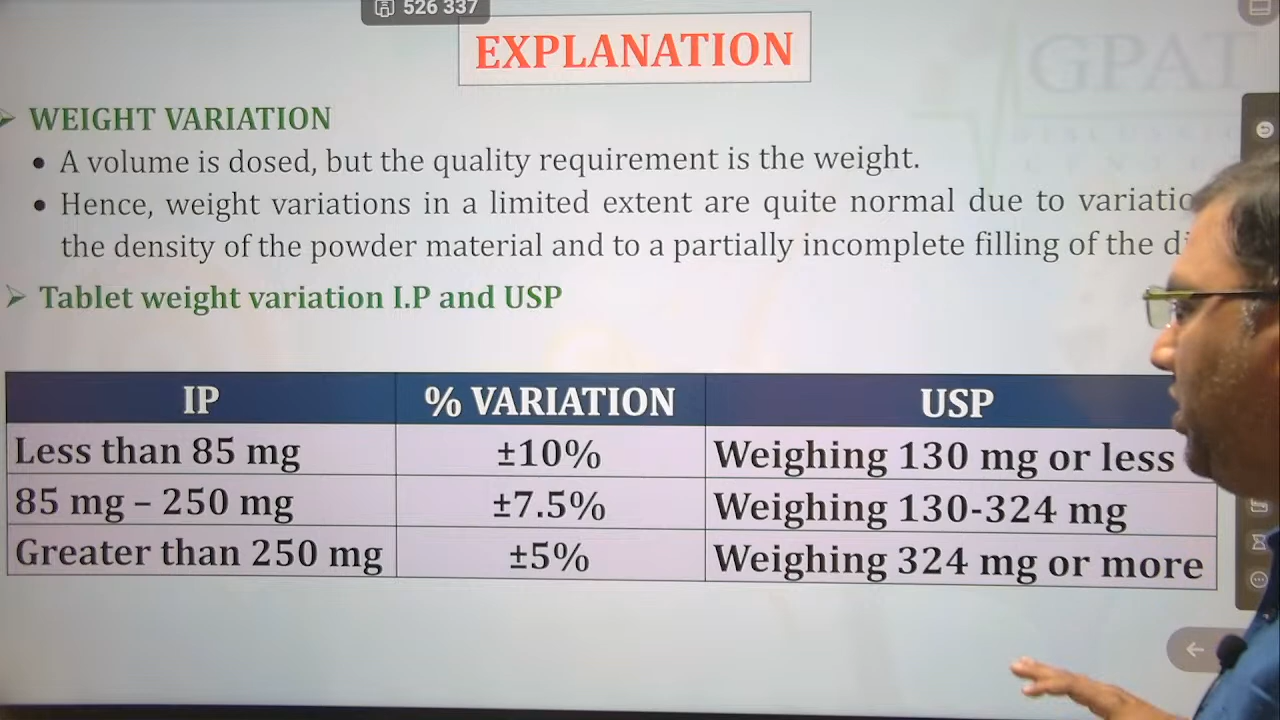 526 337
EXPLANATION
GPAT
WEIGHT VARIATION
• A volume is dosed, but the quality requirement is the weight.
• Hence, weight variations in a limited extent are quite normal due to
the density of the powder material and to a partially incomplete filling of the
Tablet weight variation I.P and USP
IP % VARIATION USP
Less than 85 mg ±10% Weighing 130 mg or less
85 mg – 250 mg ±7.5% Weighing 130-324 mg
Greater than 250 mg ±5% Weighing 324 mg or more